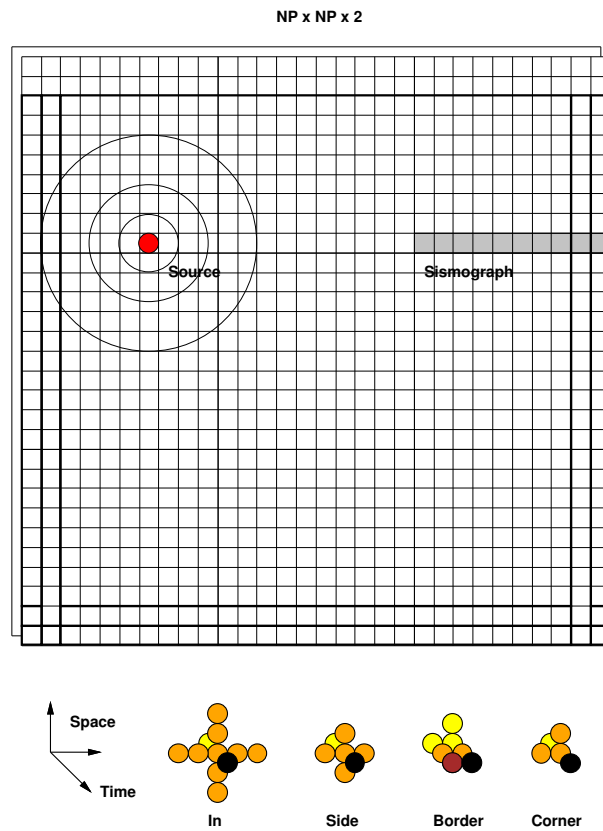 NP x NP x 2
Source
Sismograph
Space
Time
In
Side
Border
Corner